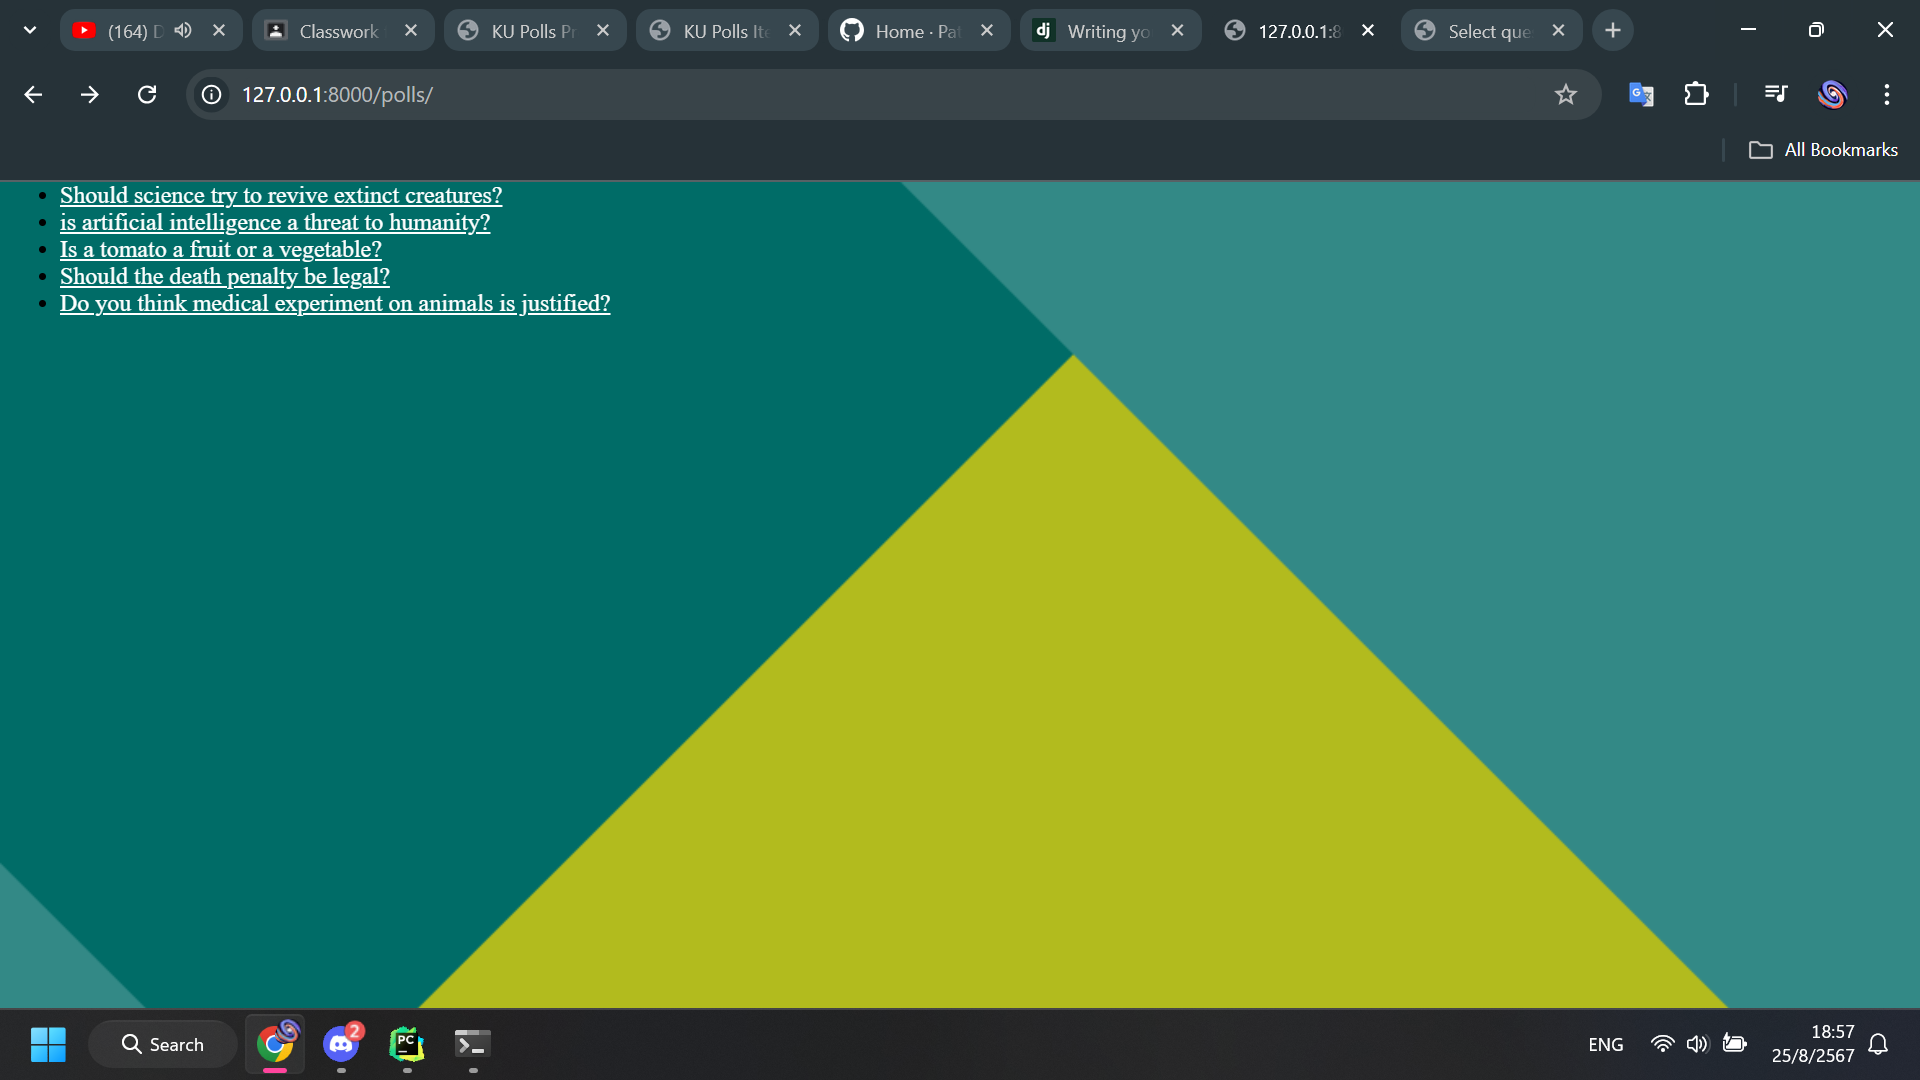 (164) D
Classwork
KU Polls Pr
KU Polls Ite
Home · Pat
dj
Writing yo
127.0.0.1:8
Select que
127.0.0.1:8000/polls/
All Bookmarks
Should science try to revive extinct creatures?
is artificial intelligence a threat to humanity?
Is a tomato a fruit or a vegetable?
Should the death penalty be legal?
Do you think medical experiment on animals is justified?
Search
2
PC
ENG
18:57
25/8/2567